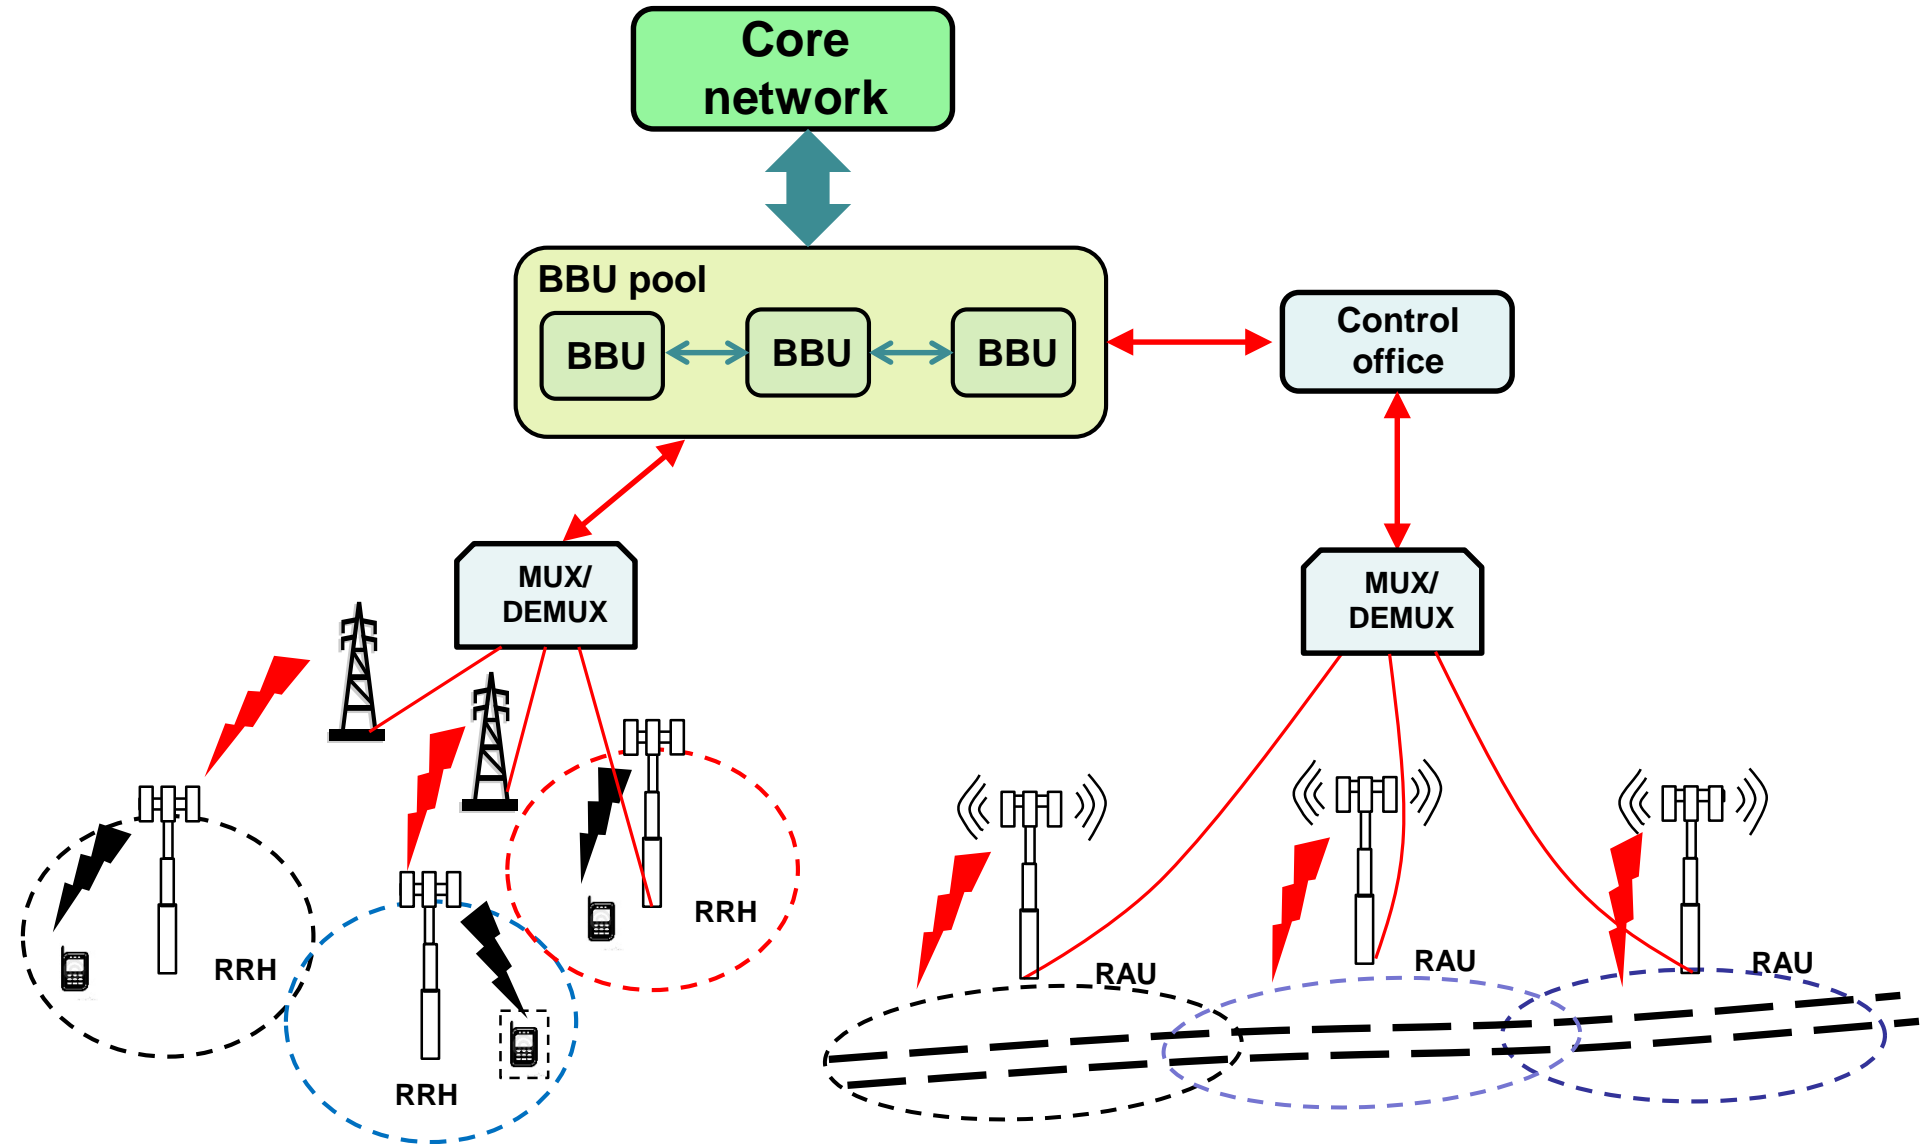 Core
network
BBU pool
BBU
BBU
BBU
Control
office
MUX/
DEMUX
MUX/
DEMUX
RRH
RRH
RRH
RAU
RAU
RAU